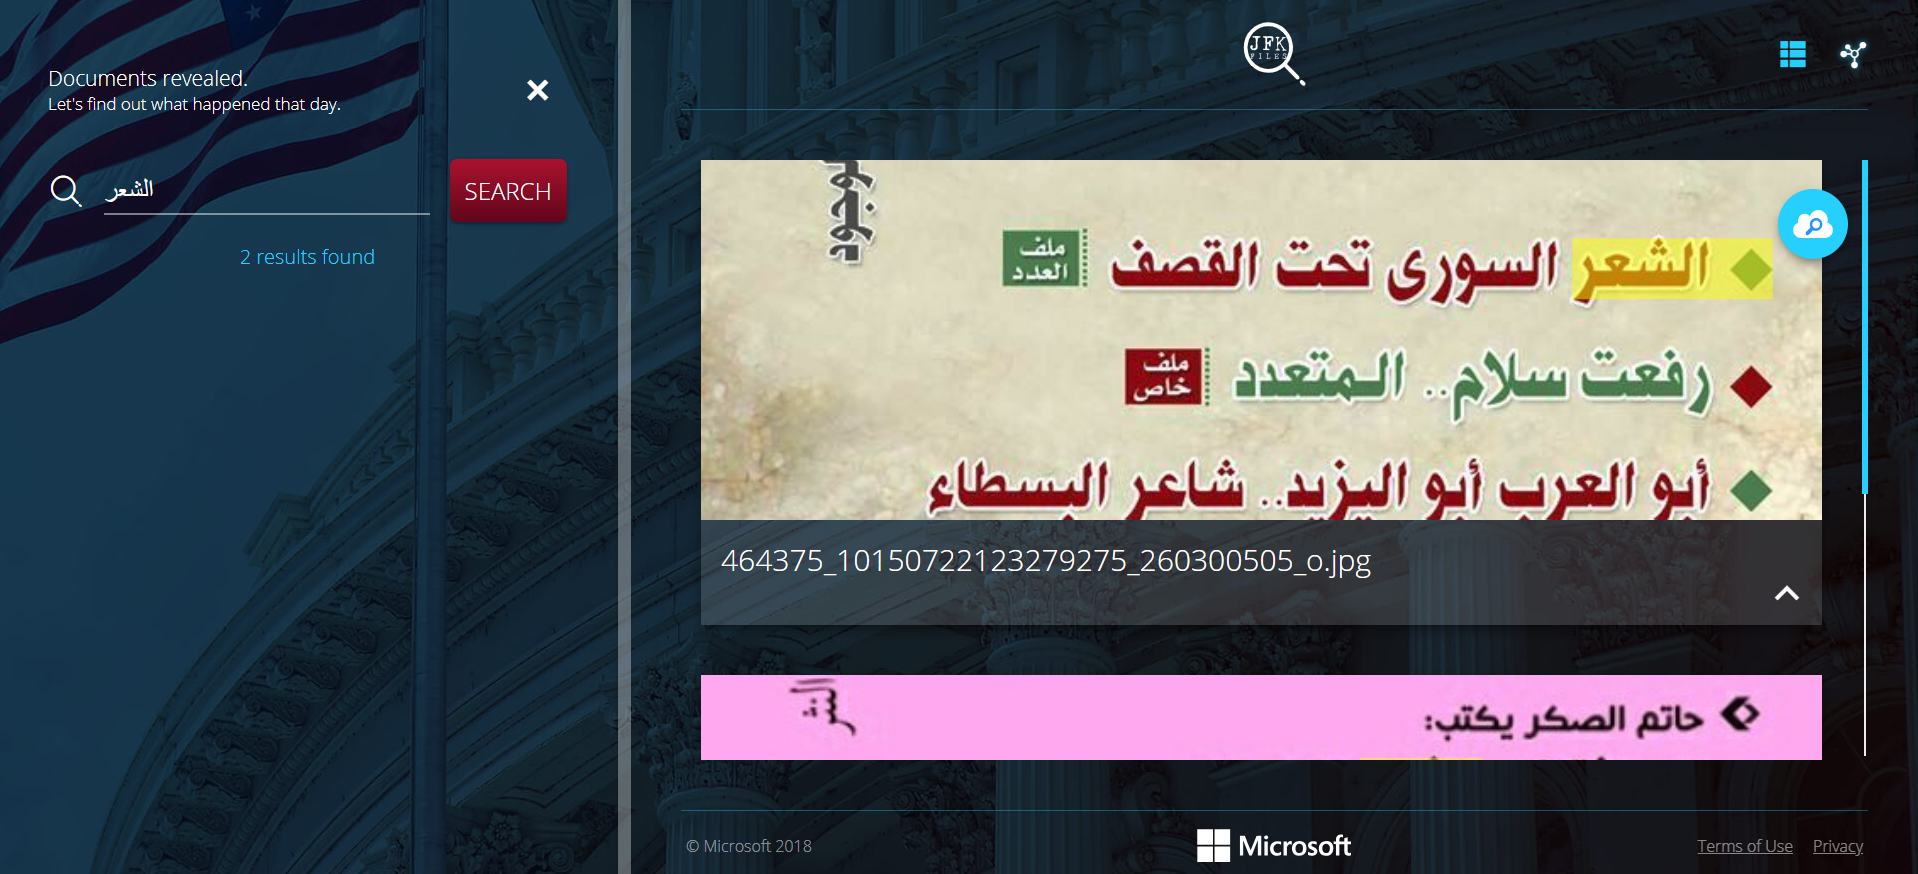 Documents revealed.
Let's find out what happened that day.
الشعر
SEARCH
2 results found
JFK
FILES
الشعر السورى تحت القصف
ملف
العدد
رفعت سلام.. المتعدد
ملف
خاص
أبو العرب أبو اليزيد.. شاعر البسطاء
464375_10150722123279275_260300505_o.jpg
حاتم الصكر يكتب:
© Microsoft 2018
Microsoft
Terms of Use
Privacy